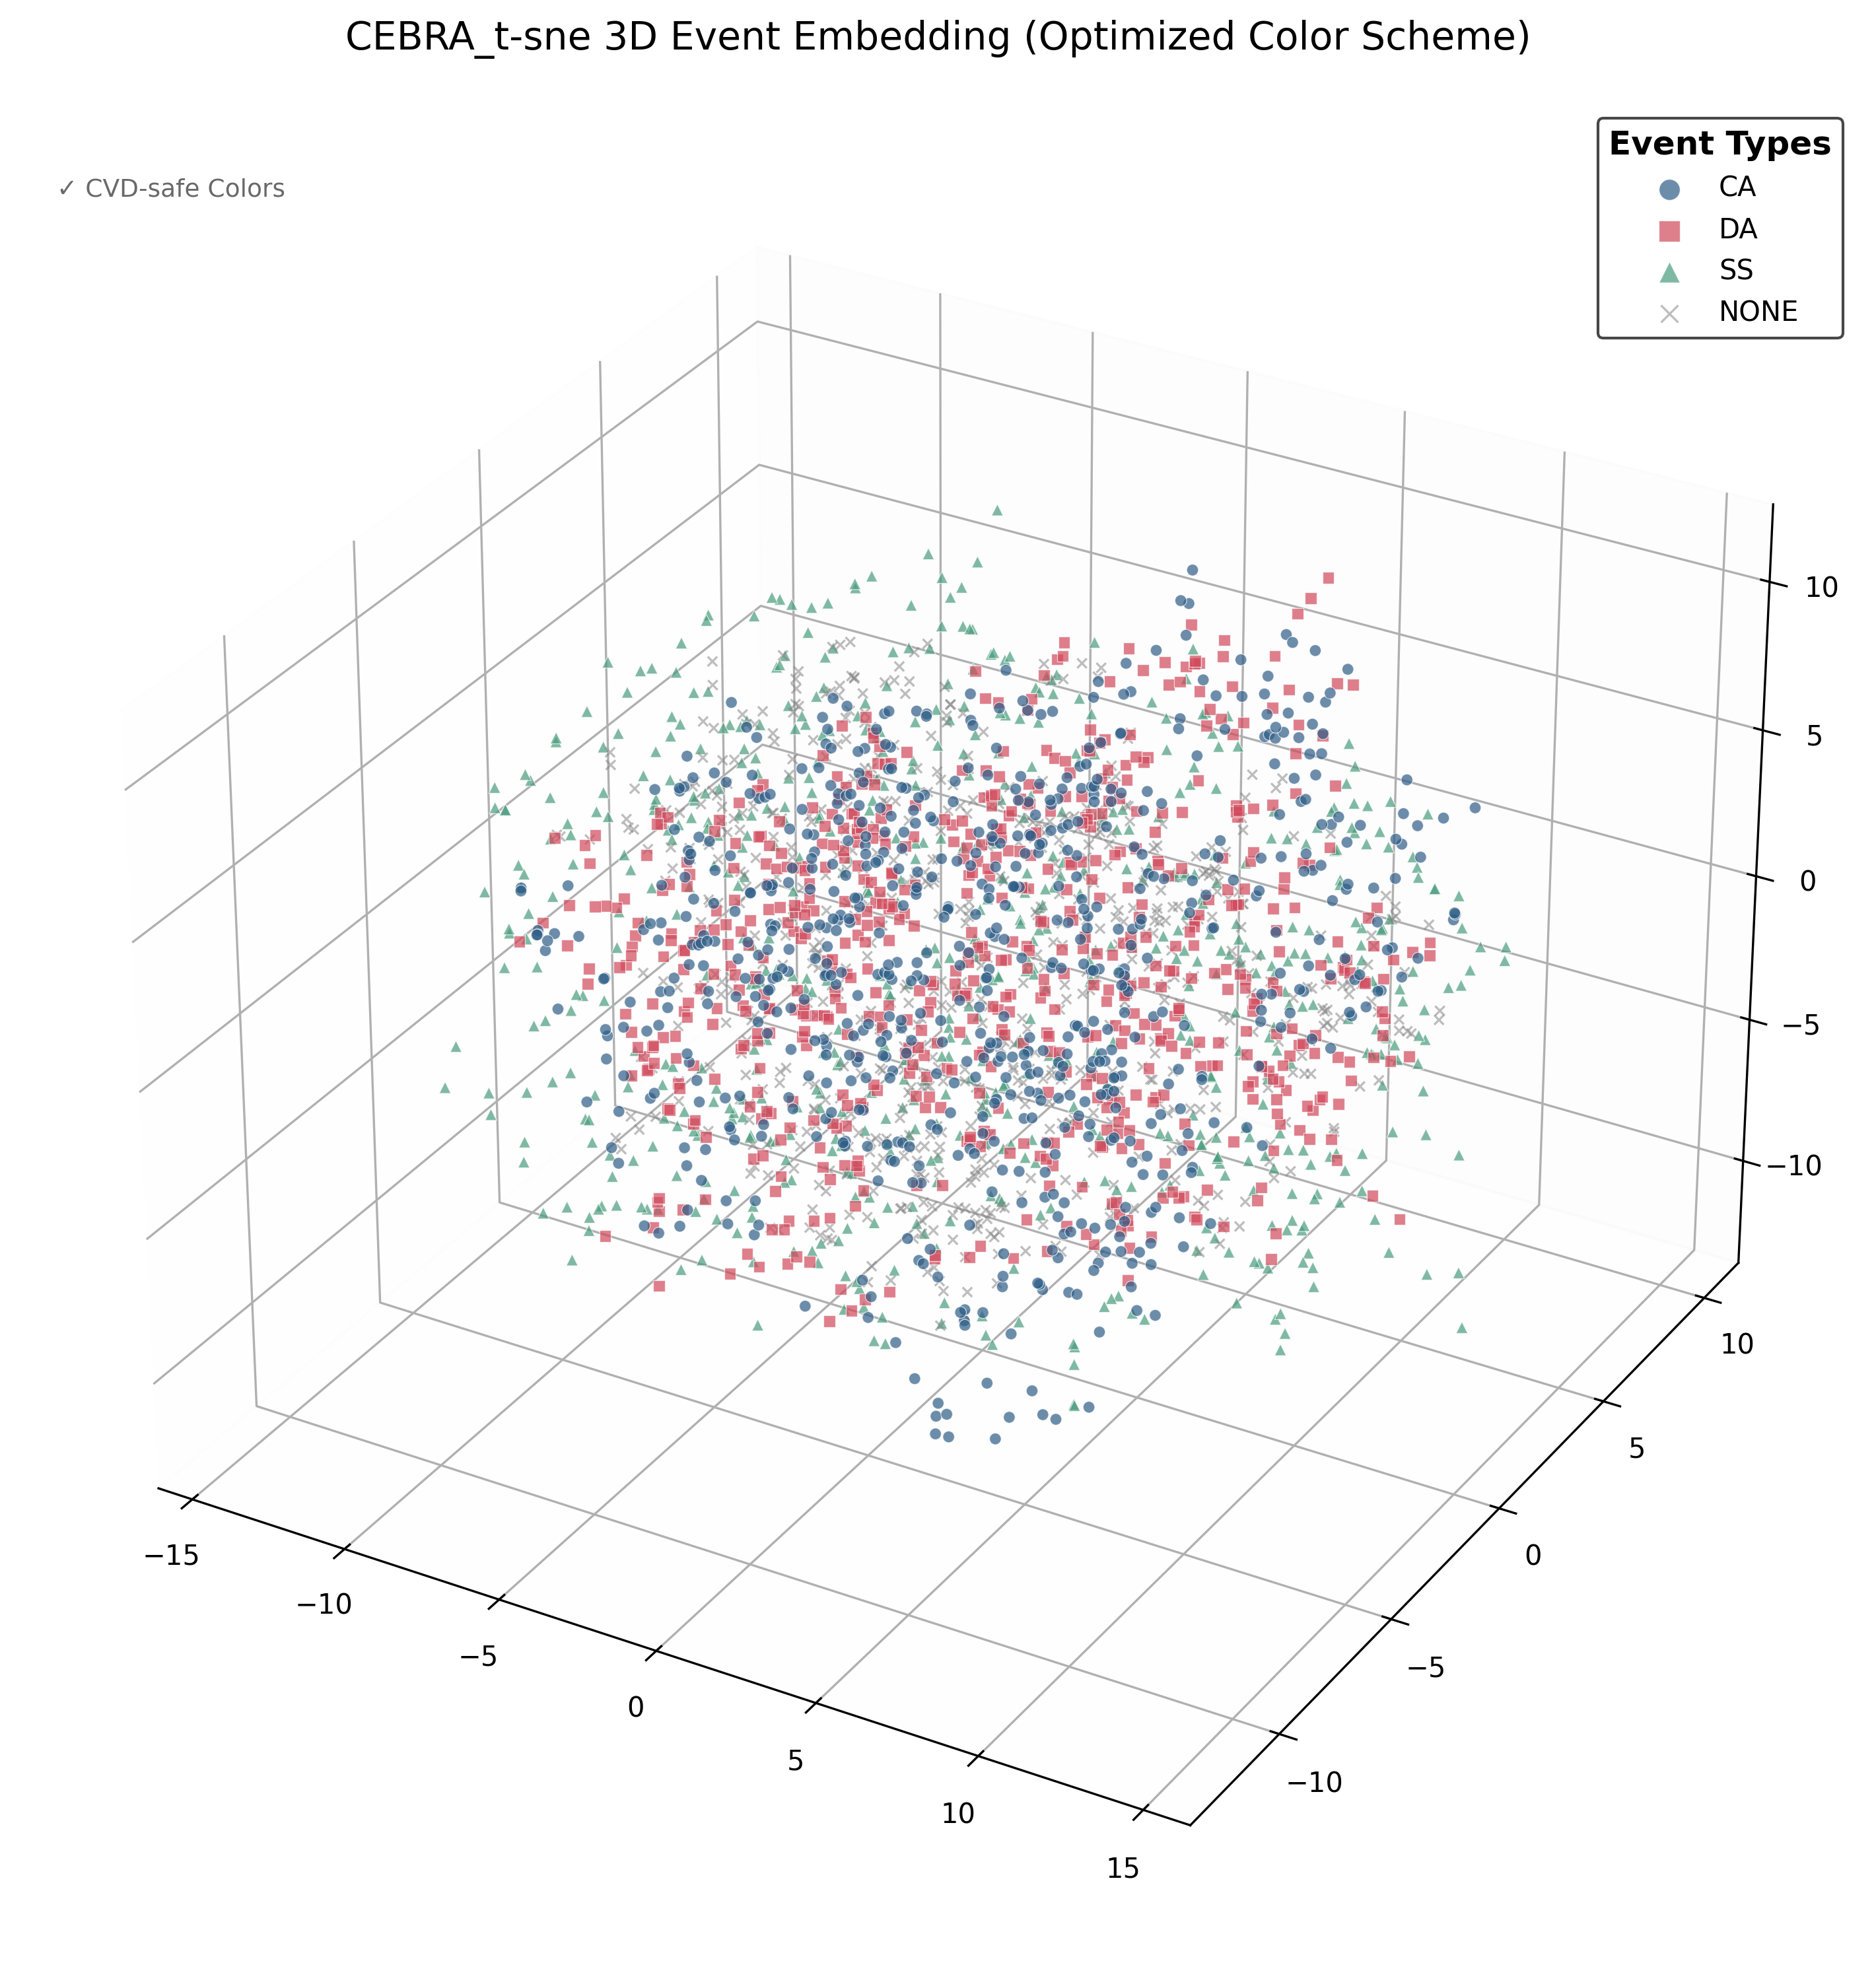 CEBRA_t-sne 3D Event Embedding (Optimized Color Scheme)
Event Types
CA
DA
SS
NONE
✓ CVD-safe Colors
10
5
0
−5
−10
10
5
0
−5
−10
−15
−10
−5
0
5
10
15